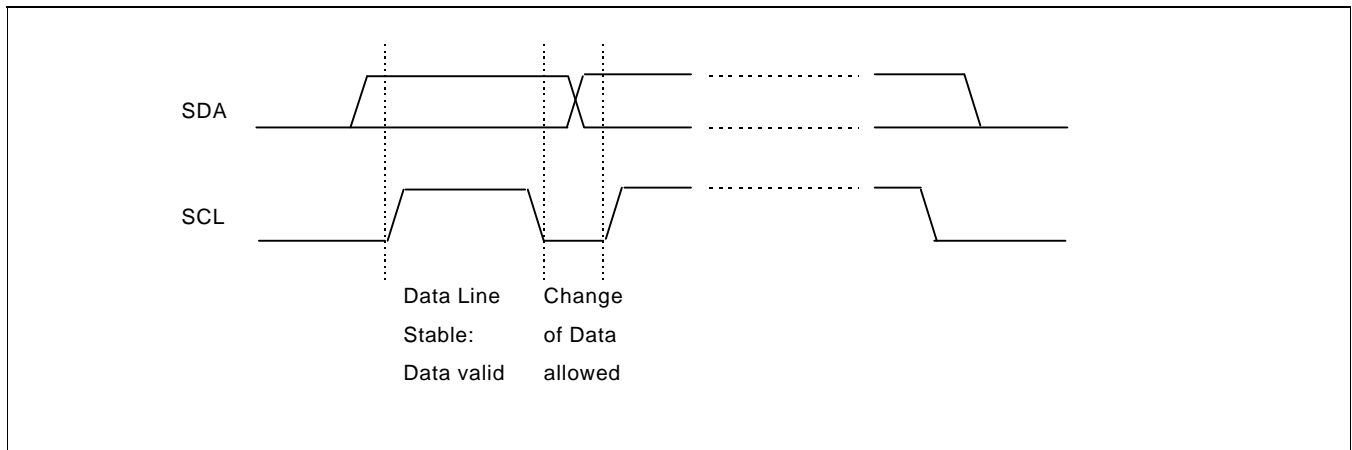 SDA
SCL
Data Line
Stable:
Data valid
Change
of Data
allowed